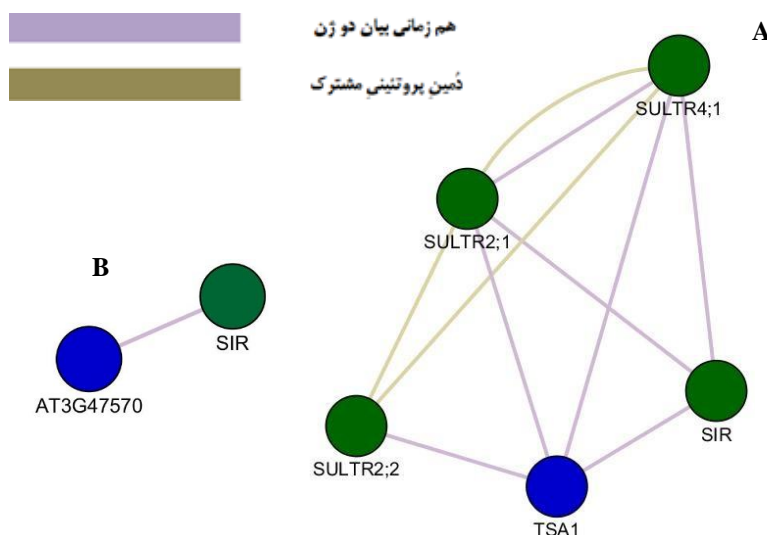 هم زمانی بیان دو ژن
دُمینِ پروتئینیِ مشترک
A
SULTR4;1
SULTR2;1
B
SIR
AT3G47570
SIR
SULTR2;2
TSA1